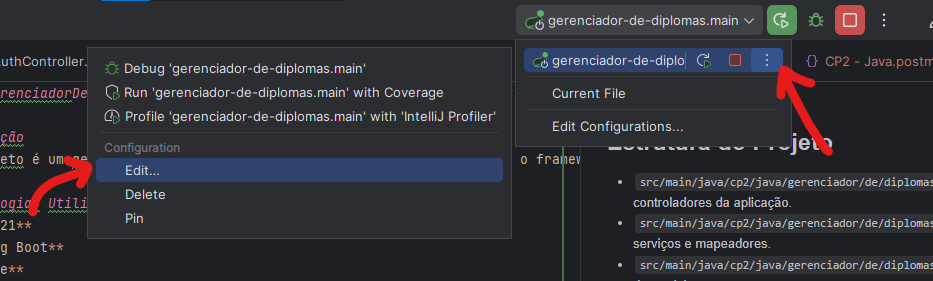 gerenciador-de-diplomas.main
uthController.
Debug 'gerenciador-de-diplomas.main'
Run 'gerenciador-de-diplomas.main' with Coverage
Profile 'gerenciador-de-diplomas.main' with 'IntelliJ Profiler'
Configuration
Edit...
Delete
Pin
gerenciador-de-diplo
Current File
Edit Configurations...
{} CP2 - Java.postm
erenciadorDe
ção
eto é um
ogia
Utili
21**
g Boot**
e**
o framew
Estrutura do Projeto
• src/main/java/cp2/java/gerenciador/de/diplomas
controladores da aplicação.
• src/main/java/cp2/java/gerenciador/de/diplomas
serviços e mapeadores.
• src/main/java/cp2/java/gerenciador/de/diplomas